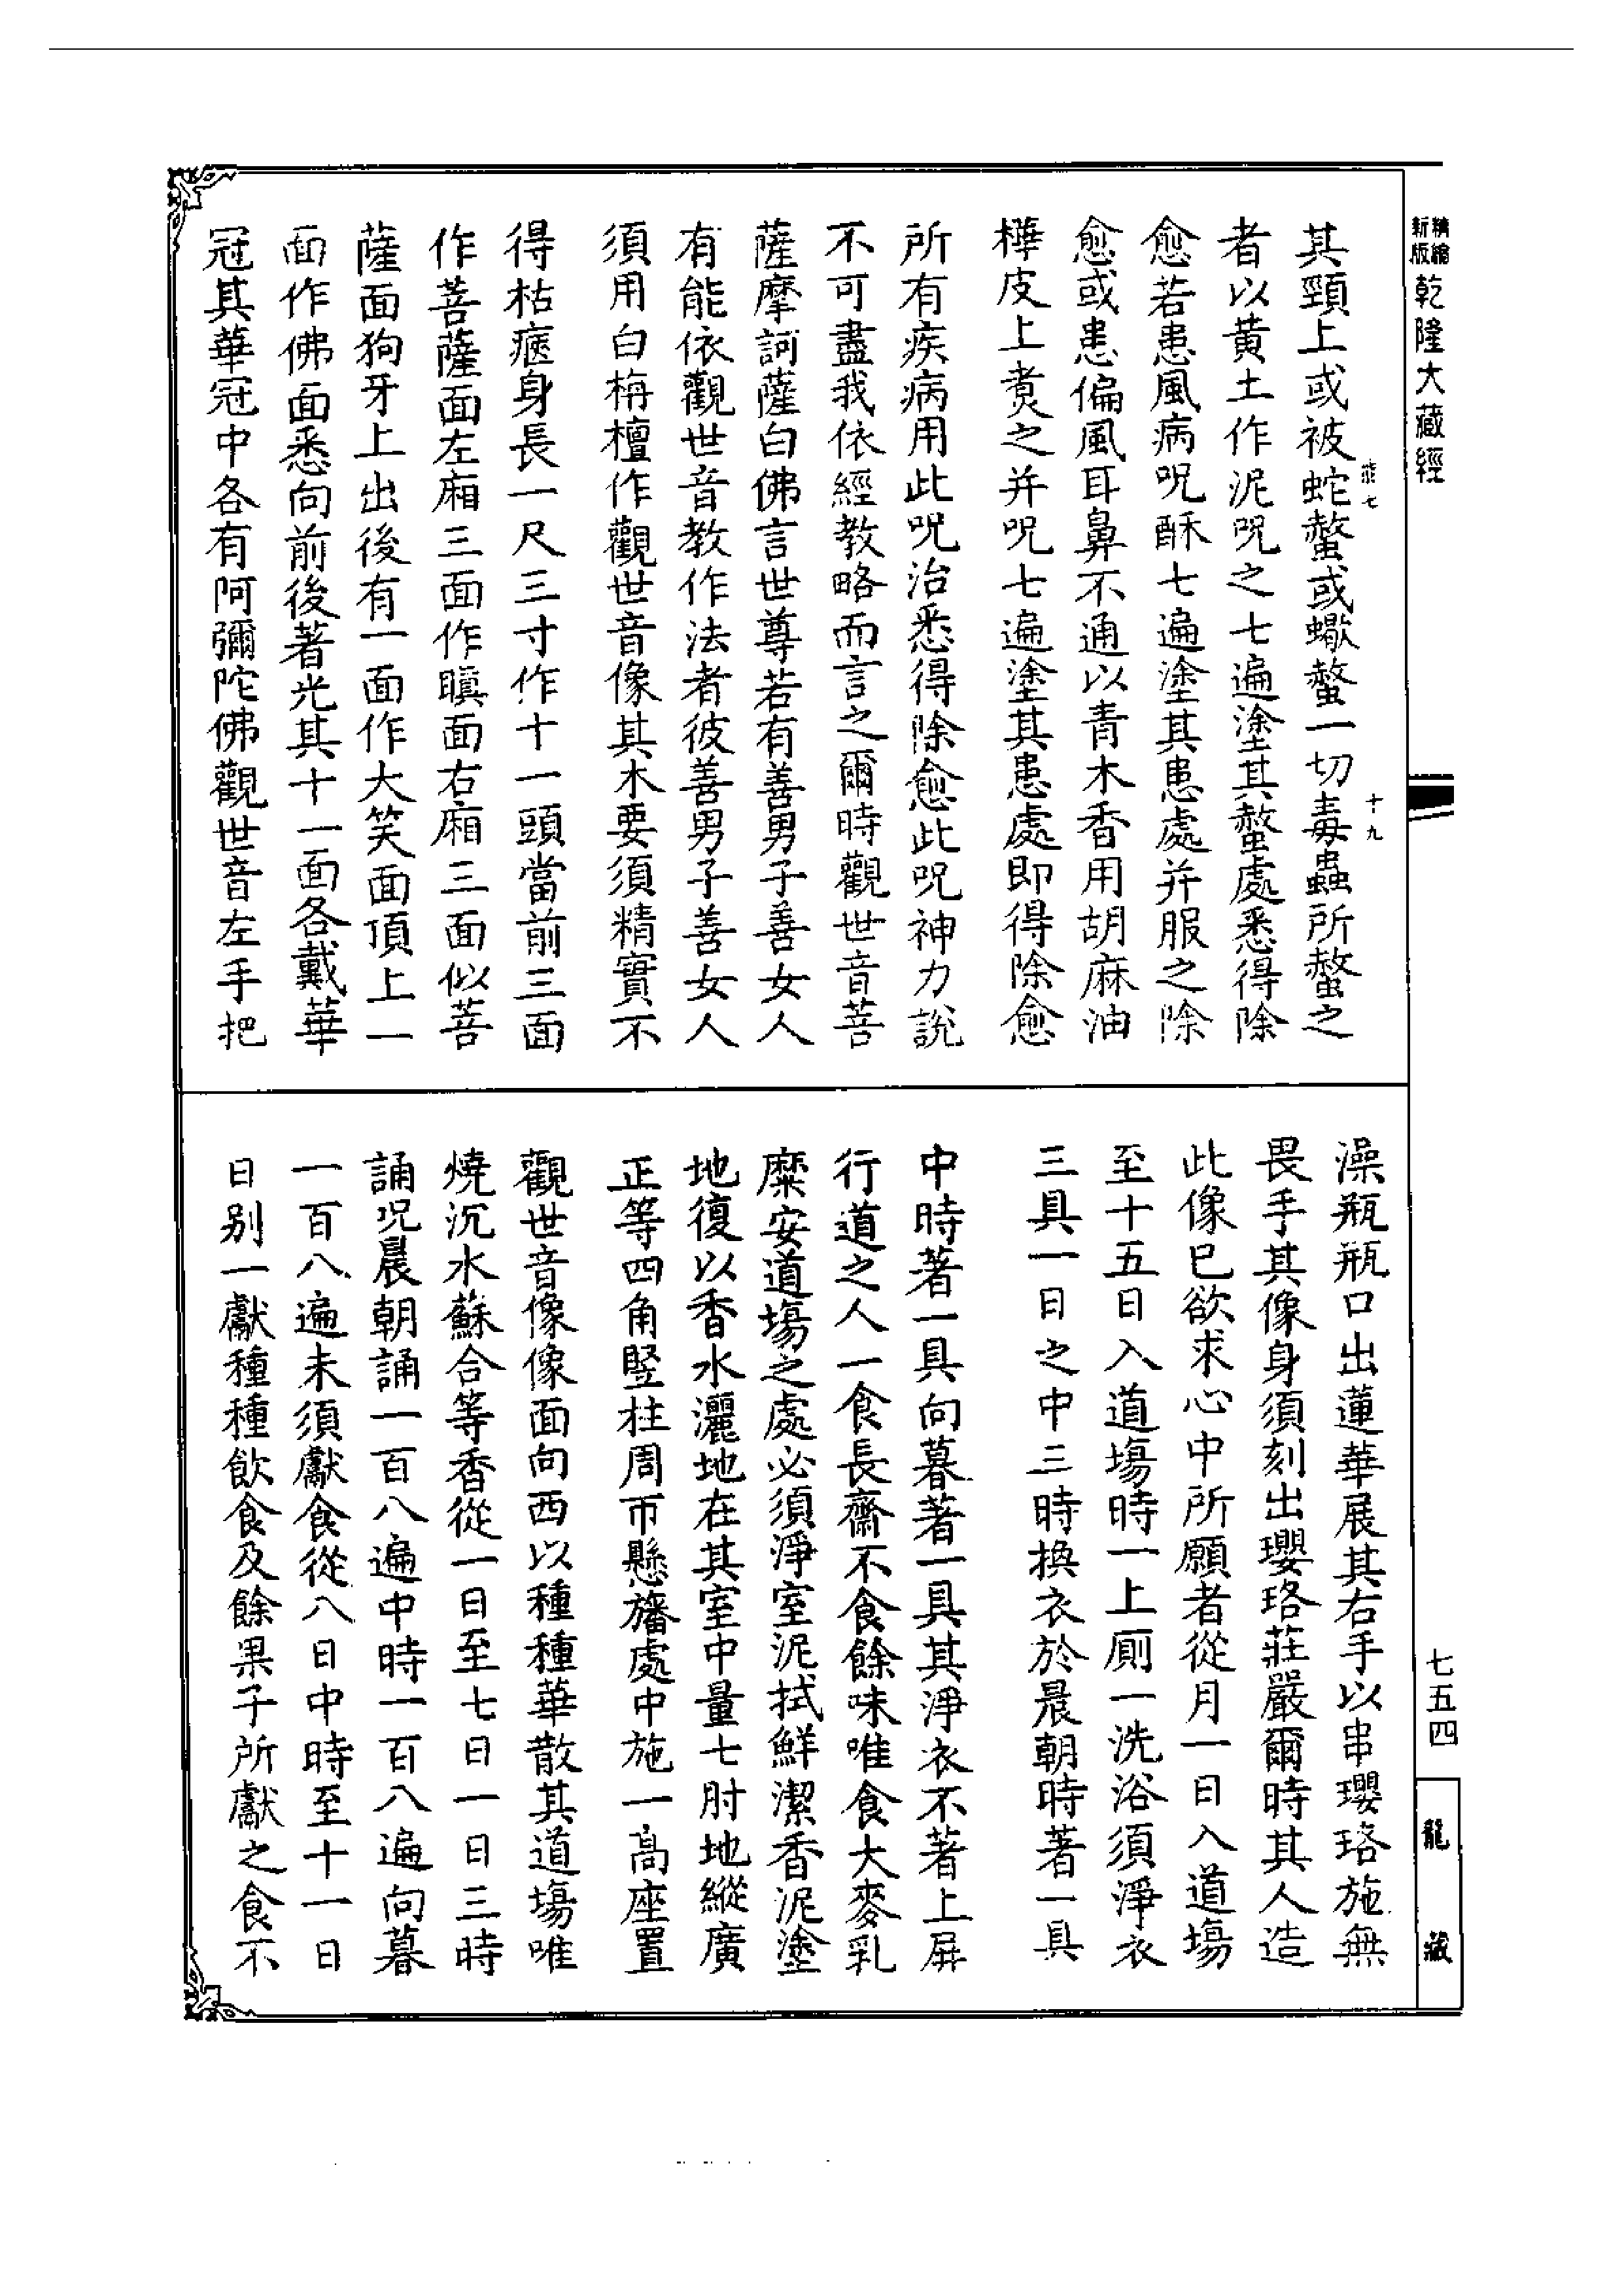 精編
新版
乾隆大藏經
七
十九
七五四
龍藏
其頸上或被蛇螫或蠍螫一切毒蟲所螫之
者以黃土作泥呪之七遍塗其螫處悉得除
愈若患風病呪酥七遍塗其患處并服之除
愈或患偏風耳鼻不通以青木香用胡麻油
樺皮上煑之并呪七遍塗其患處即得除愈
所有疾病用此呪治悉得除愈此呪神力說
不可盡我依經教略而言之爾時觀世音菩
薩摩訶薩白佛言世尊若有善男子善女人
有能依觀世音教作法者彼善男子善女人
須用白栴檀作觀世音像其木要須精實不
得枯𤸪身長一尺三寸作十一頭當前三面
作菩薩面左廂三面作瞋面右廂三面似菩
薩面狗牙上出後有一面作大笑面頂上一
面作佛面悉向前後著光其十一面各戴華
冠其華冠中各有阿彌陀佛觀世音左手把
澡瓶瓶口出蓮華展其右手以串瓔珞施無
畏手其像身須刻出瓔珞莊嚴爾時其人造
此像已欲求心中所願者從月一日入道場
至十五日入道場時一上廁一洗浴須淨衣
三具一日之中三時換衣於晨朝時著一具
中時著一具向暮著一具其淨衣不著上屏
行道之人一食長齋不食餘味唯食大麥乳
糜安道場之處必須淨室泥拭鮮潔香泥塗
地復以香水灑地在其室中量七肘地縱廣
正等四角竪柱周帀懸旛處中施一高座置
觀世音像像面向西以種種華散其道場唯
燒沉水蘇合等香從一日至七日一日三時
誦呪晨朝誦一百八遍中時一百八遍向暮
一百八遍未須獻食從八日中時至十一日
日別一獻種種飲食及餘果子所獻之食不